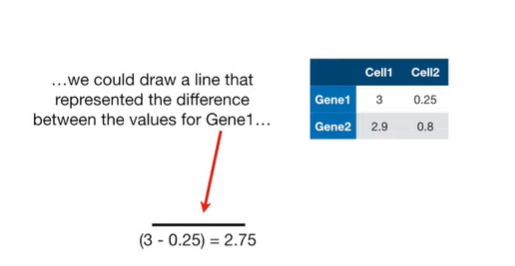 …we could draw a line that
represented the difference
between the values for Gene1…
Cell1 Cell2
Gene1 3 0.25
Gene2 2.9 0.8
(3 - 0.25) = 2.75